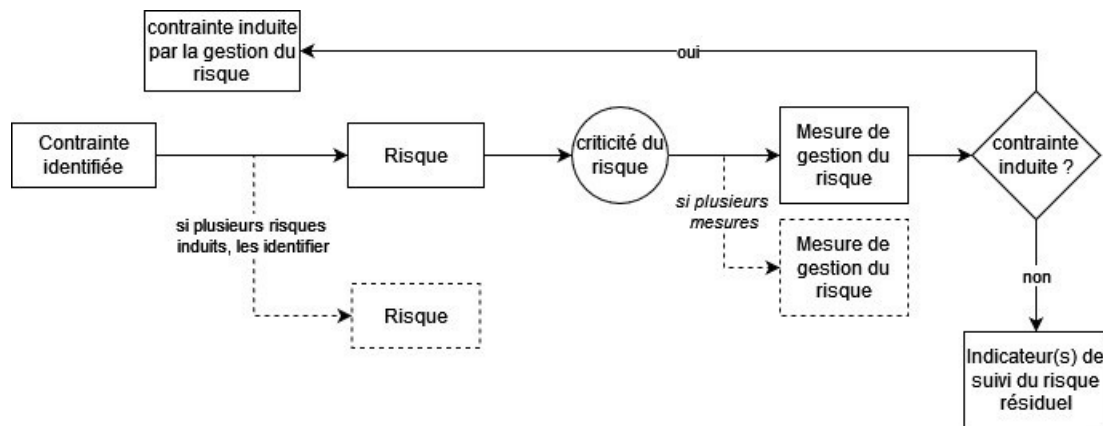 contrainte induite
par la gestion du
risque
oui
Contrainte
identifiée
Risque
criticité du
risque
Mesure de
gestion du
risque
contrainte
induite ?
si plusieurs risques
induits, les identifier
si plusieurs
mesures
Mesure de
gestion du
risque
non
Risque
Indicateur(s) de
suivi du risque
résiduel